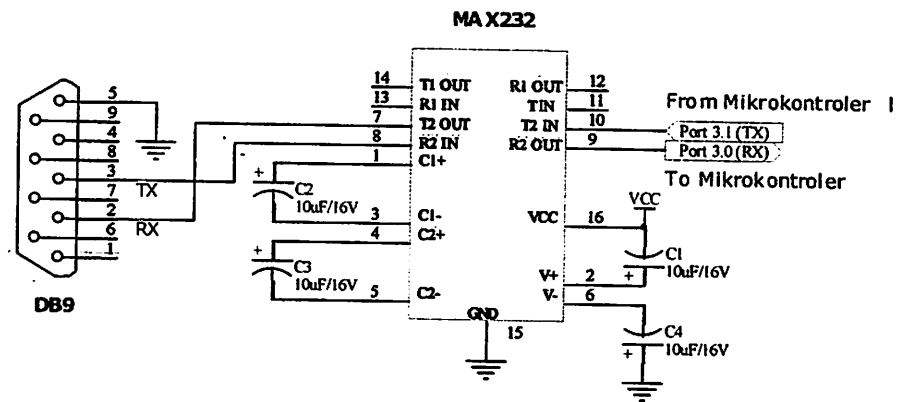 MAX232
5
9
4
8
3
7
2
6
1
TX
RX
DB9
14
13
7
8
1
3
4
5
T1 OUT
R1 IN
T2 OUT
R2 IN
C1+
C1-
C2+
C2-
GND
15
R1 OUT
TIN
T2 IN
R2 OUT
VCC
V+
V-
12
11
10
9
16
2
6
C2
10uF/16V
C3
10uF/16V
From Mikrokontroler I
Port 3.1 (TX)
Port 3.0 (RX)
To Mikrokontroler
VCC
C1
10uF/16V
C4
10uF/16V
+
+
+
+